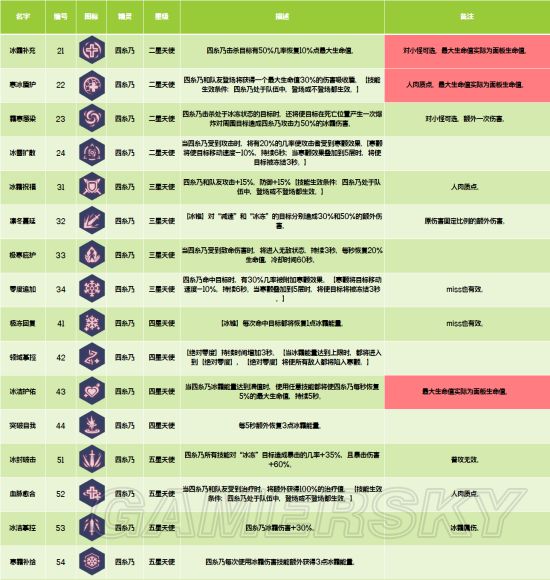 名字 编号 图标 精灵 星级 描述 备注
冰霜补充 21 四糸乃 二星天使 四糸乃击杀目标有50%几率恢复10%点最大生命值。 对小怪可选，最大生命值实际为面板生命值。
寒冰护 22 四糸乃 二星天使 四糸乃和队友登场将获得一个最大生命值30%的伤害吸收盾。【技能
生效条件：四糸乃处于队伍中，登场或不登场都生效。】 人肉质点，最大生命值实际为面板生命值。
霜寒感染 23 四糸乃 二星天使 四糸乃击杀处于冰冻状态的目标时，还将使目标在死亡位置产生一次爆
炸对周围目标造成四糸乃攻击力50%的冰霜伤害。 对小怪可选，额外一次伤害。
冰雪扩散 24 四糸乃 二星天使 当四糸乃受到攻击时，将有20%的几率使攻击者受到寒颤效果。【寒颤
将使目标移动速度-10%，持续6秒；当寒颤效果叠加到5层时，将使
目标被冻结3秒。】
冰霜祝福 31 四糸乃 三星天使 四糸乃和队友攻击+15%，防御+15%【技能生效条件：四糸乃处于队
伍中，登场或不登场都生效。】 人肉质点。
凛冬蔓延 32 四糸乃 三星天使 【冰锥】对“减速”和“冰冻”的目标分别造成30%和50%的额外伤
害。 原伤害固定比例的额外伤害。
极寒庇护 33 四糸乃 三星天使 当四糸乃受到致命伤害时，将进入无敌状态，持续3秒，每秒恢复20%
生命值，冷却时间60秒。
零度追加 34 四糸乃 三星天使 四糸乃命中目标时，有30%几率被附加寒颤效果。【寒颤将目标移动
速度-10%，持续6秒，当寒颤叠加到5层时，将使目标将被冻结3秒
。】 miss也有效。
极冻回复 41 四糸乃 四星天使 【冰锥】每次命中目标都将恢复1点冰霜能量。 miss也有效。
领域掌控 42 四糸乃 四星天使 【绝对零度】持续时间增加3秒。【当冰霜能量达到上限时，都将进入
到【绝对零度】，【绝对零度】将使所有敌人都将陷入寒颤。】
冰洁护佑 43 四糸乃 四星天使 当四糸乃冰霜能量达到满值时，使用任意技能都将使四糸乃每秒恢复
5%的最大生命值，持续5秒。 最大生命值实际为面板生命值。
突破自我 44 四糸乃 四星天使 每5秒额外恢复3点冰霜能量。
冰封破击 51 四糸乃 五星天使 四糸乃所有技能对“冰冻”目标造成暴击的几率+35%，且暴击伤害
+60%。 普攻无效。
血脉愈合 52 四糸乃 五星天使 当四糸乃和队友受到治疗时，将额外获得100%的治疗值。【技能生效
条件：四糸乃处于队伍中，登场或不登场都生效。】 人肉质点。
冰洁掌控 53 四糸乃 五星天使 四糸乃冰霜伤害+30%。 冰霜属伤。
寒霜补给 54 四糸乃 五星天使 四糸乃每次使用冰霜伤害技能额外获得3点冰霜能量。
GAMERSKY